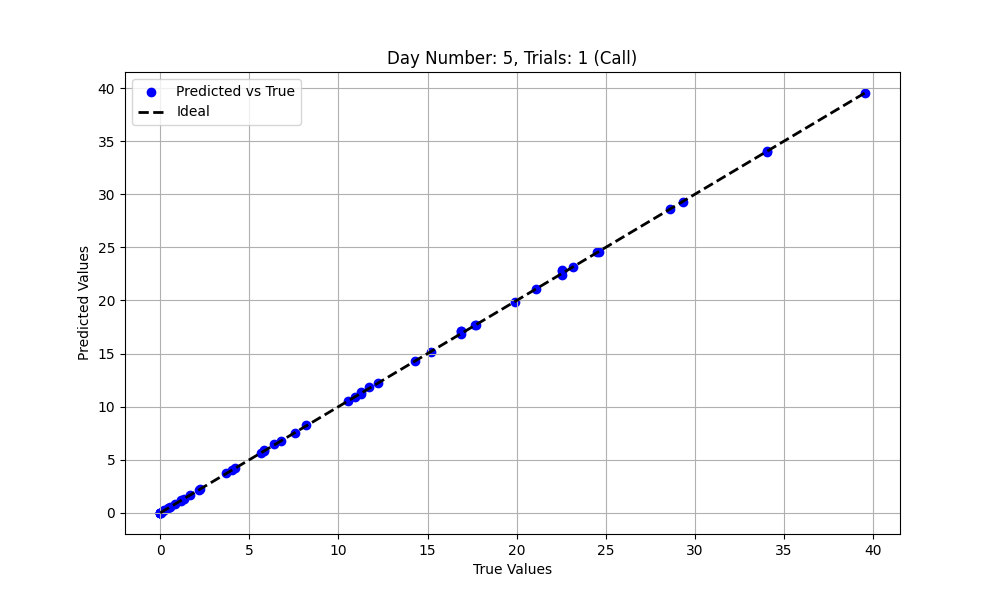 Day Number: 5, Trials: 1 (Call)
Predicted vs True
Ideal
40
35
30
25
20
15
10
5
0
Predicted Values
0 5 10 15 20 25 30 35 40
True Values